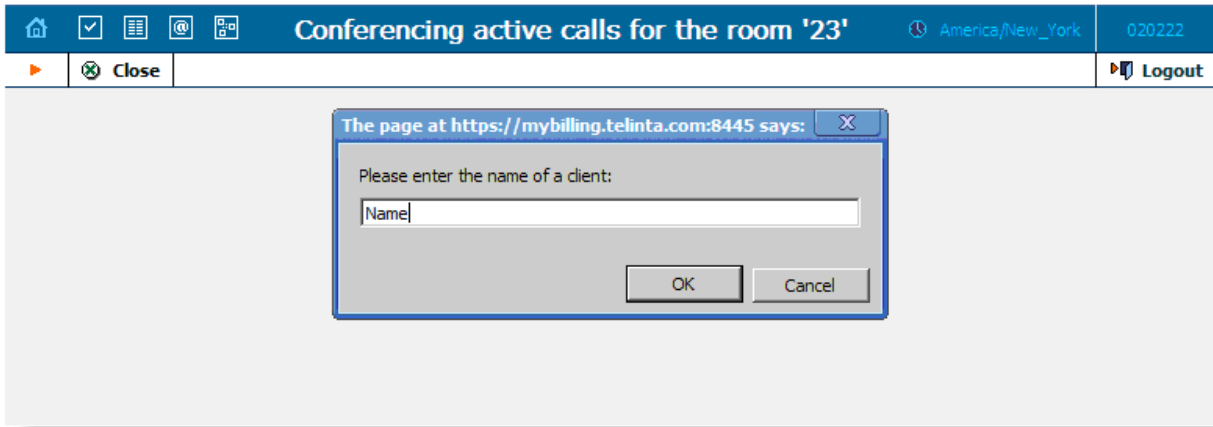 Conferencing active calls for the room '23' America/New_York 020222
Close Logout
The page at https://mybilling.telinta.com:8445 says: X
Please enter the name of a client:
Name
OK Cancel